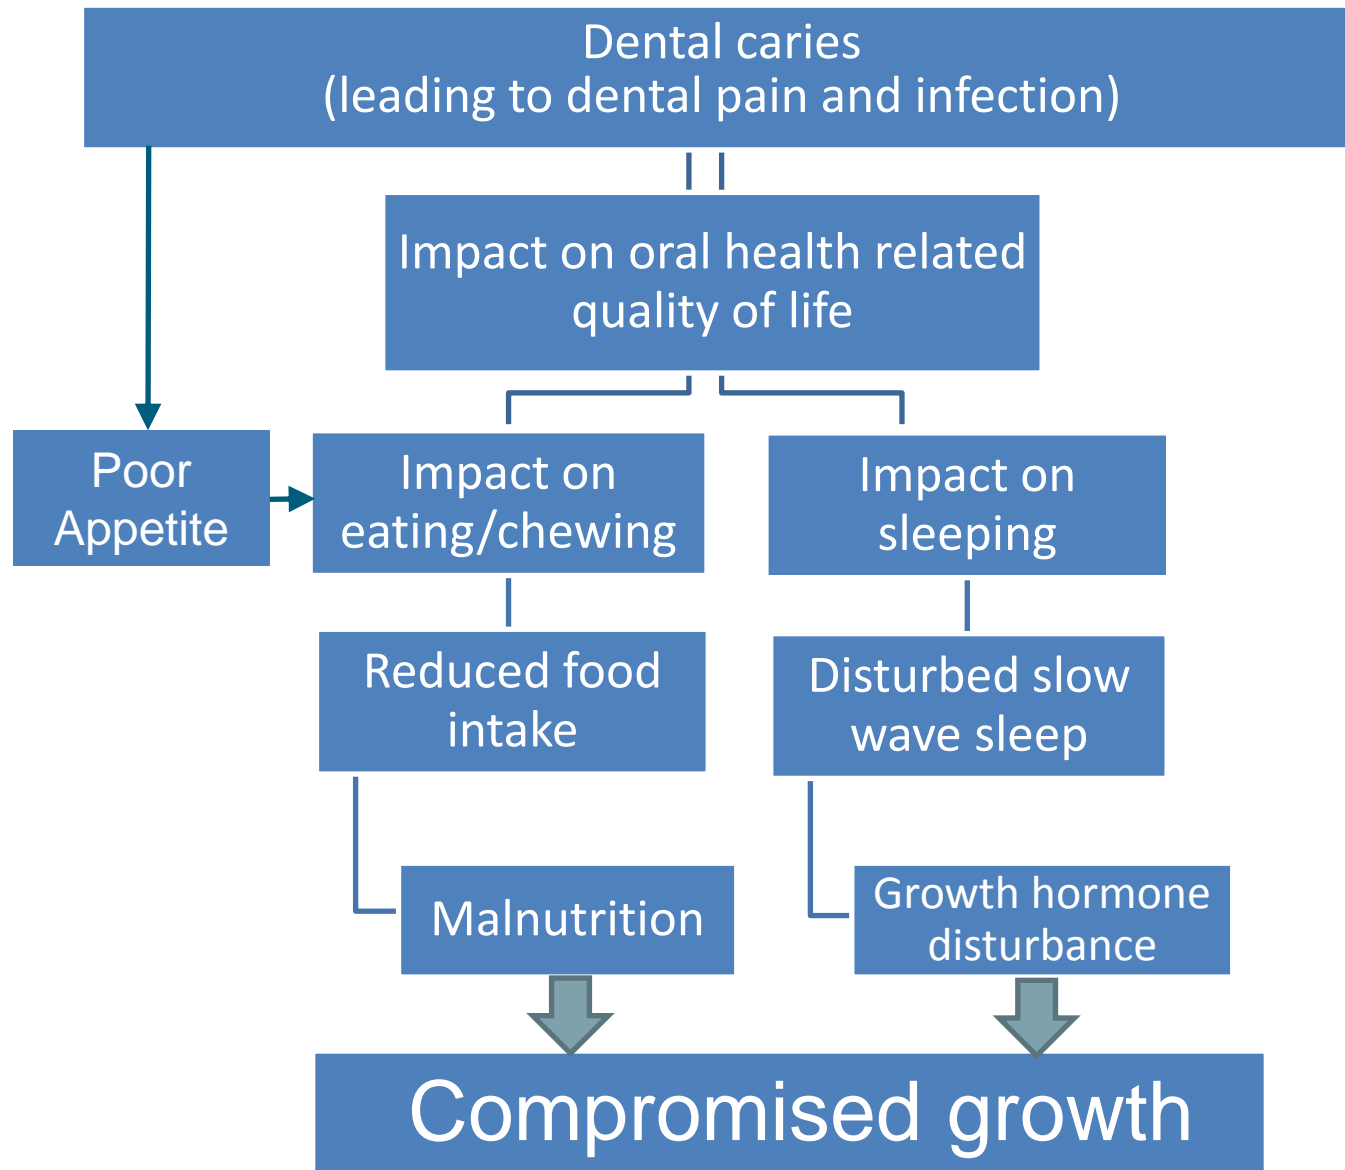 Dental caries
(leading to dental pain and infection)
Impact on oral health related
quality of life
Poor
Appetite
Impact on
eating/chewing
Impact on
sleeping
Reduced food
intake
Disturbed slow
wave sleep
Malnutrition
Growth hormone
disturbance
Compromised growth